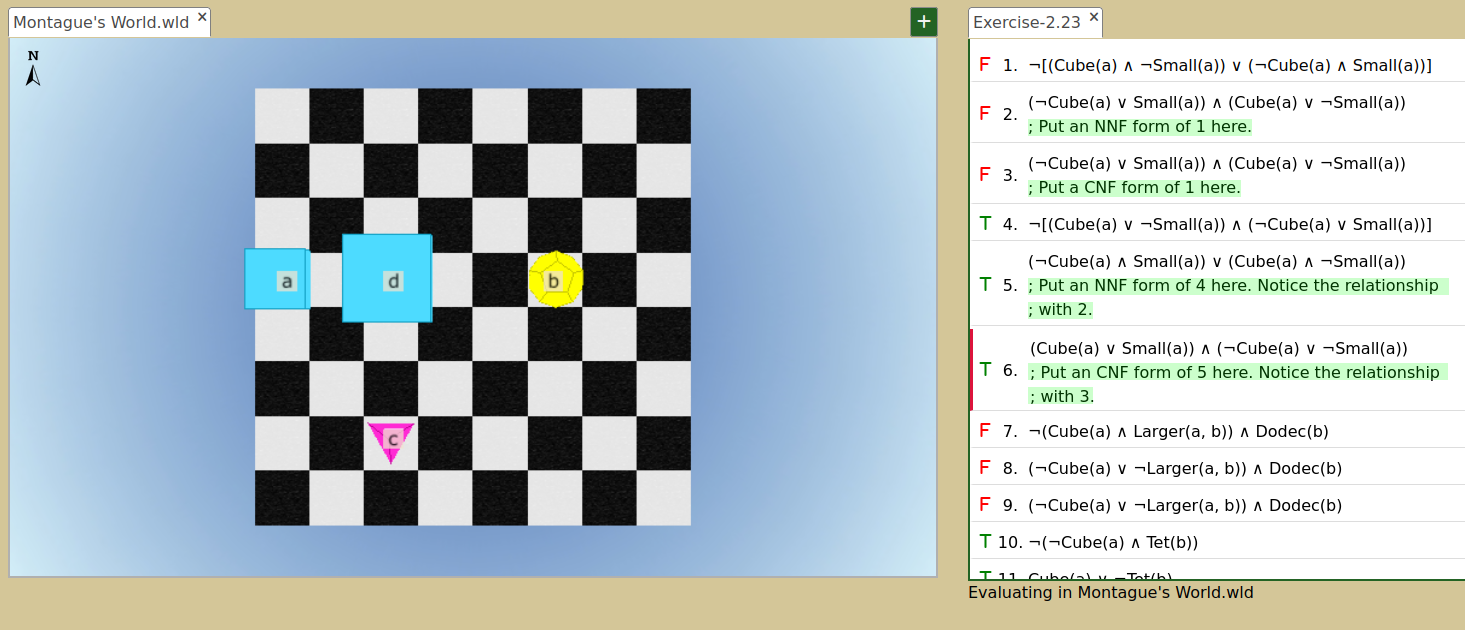 Montague's World.wld ×
+
Exercise-2.23 ×
N
a
d
b
c
F 1. ¬[(Cube(a) ∧ ¬Small(a)) ∨ (¬Cube(a) ∧ Small(a))]
F 2. (¬Cube(a) ∨ Small(a)) ∧ (Cube(a) ∨ ¬Small(a))
; Put an NNF form of 1 here.
F 3. (¬Cube(a) ∨ Small(a)) ∧ (Cube(a) ∨ ¬Small(a))
; Put a CNF form of 1 here.
T 4. ¬[(Cube(a) ∨ ¬Small(a)) ∧ (¬Cube(a) ∨ Small(a))]
T 5. (¬Cube(a) ∧ Small(a)) ∨ (Cube(a) ∧ ¬Small(a))
; Put an NNF form of 4 here. Notice the relationship
; with 2.
T 6. (Cube(a) ∨ Small(a)) ∧ (¬Cube(a) ∨ ¬Small(a))
; Put an CNF form of 5 here. Notice the relationship
; with 3.
F 7. ¬(Cube(a) ∧ Larger(a, b)) ∧ Dodec(b)
F 8. (¬Cube(a) ∨ ¬Larger(a, b)) ∧ Dodec(b)
F 9. (¬Cube(a) ∨ ¬Larger(a, b)) ∧ Dodec(b)
T 10. ¬(¬Cube(a) ∧ Tet(b))
T 11. Cube(a) ∨ ¬Tet(b)
Evaluating in Montague's World.wld